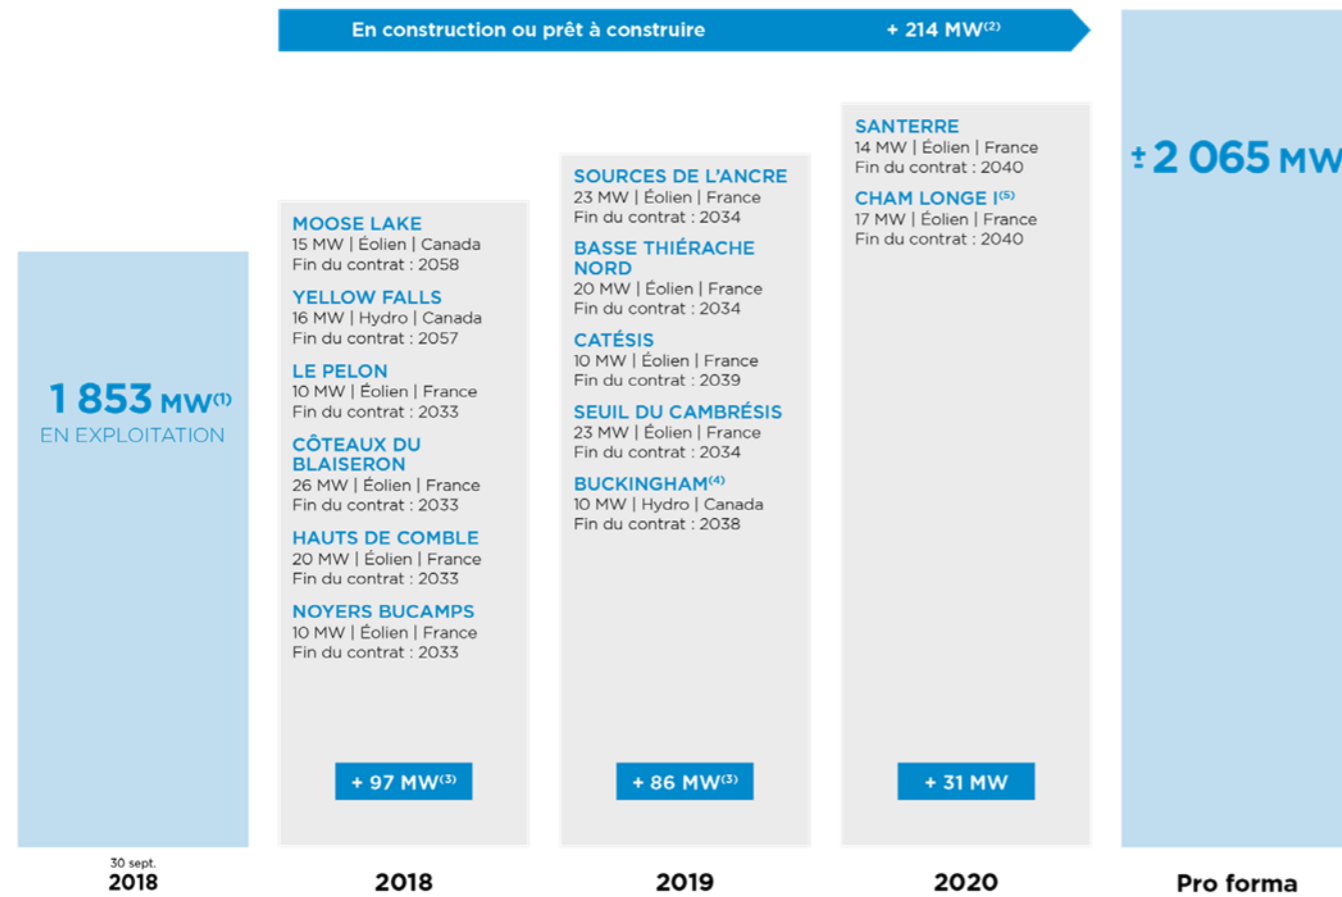 En construction ou prêt à construire + 214 MW(2)
1 853 MW(1)
EN EXPLOITATION
30 sept.
2018
MOOSE LAKE
15 MW | Éolien | Canada
Fin du contrat : 2058
YELLOW FALLS
16 MW | Hydro | Canada
Fin du contrat : 2057
LE PELON
10 MW | Éolien | France
Fin du contrat : 2033
CÔTEAUX DU
BLAISERON
26 MW | Éolien | France
Fin du contrat : 2033
HAUTS DE COMBLE
20 MW | Éolien | France
Fin du contrat : 2033
NOYERS BUCAMPS
10 MW | Éolien | France
Fin du contrat : 2033
+ 97 MW(3)
2018
SOURCES DE L'ANCRE
23 MW | Éolien | France
Fin du contrat : 2034
BASSE THIÉRACHE
NORD
20 MW | Éolien | France
Fin du contrat : 2034
CATÉSIS
10 MW | Éolien | France
Fin du contrat : 2039
SEUIL DU CAMBRÉSIS
23 MW | Éolien | France
Fin du contrat : 2034
BUCKINGHAM(4)
10 MW | Hydro | Canada
Fin du contrat : 2038
+ 86 MW(3)
2019
SANTERRE
14 MW | Éolien | France
Fin du contrat : 2040
CHAM LONGE I(5)
17 MW | Éolien | France
Fin du contrat : 2040
+ 31 MW
2020
± 2 065 MW
Pro forma